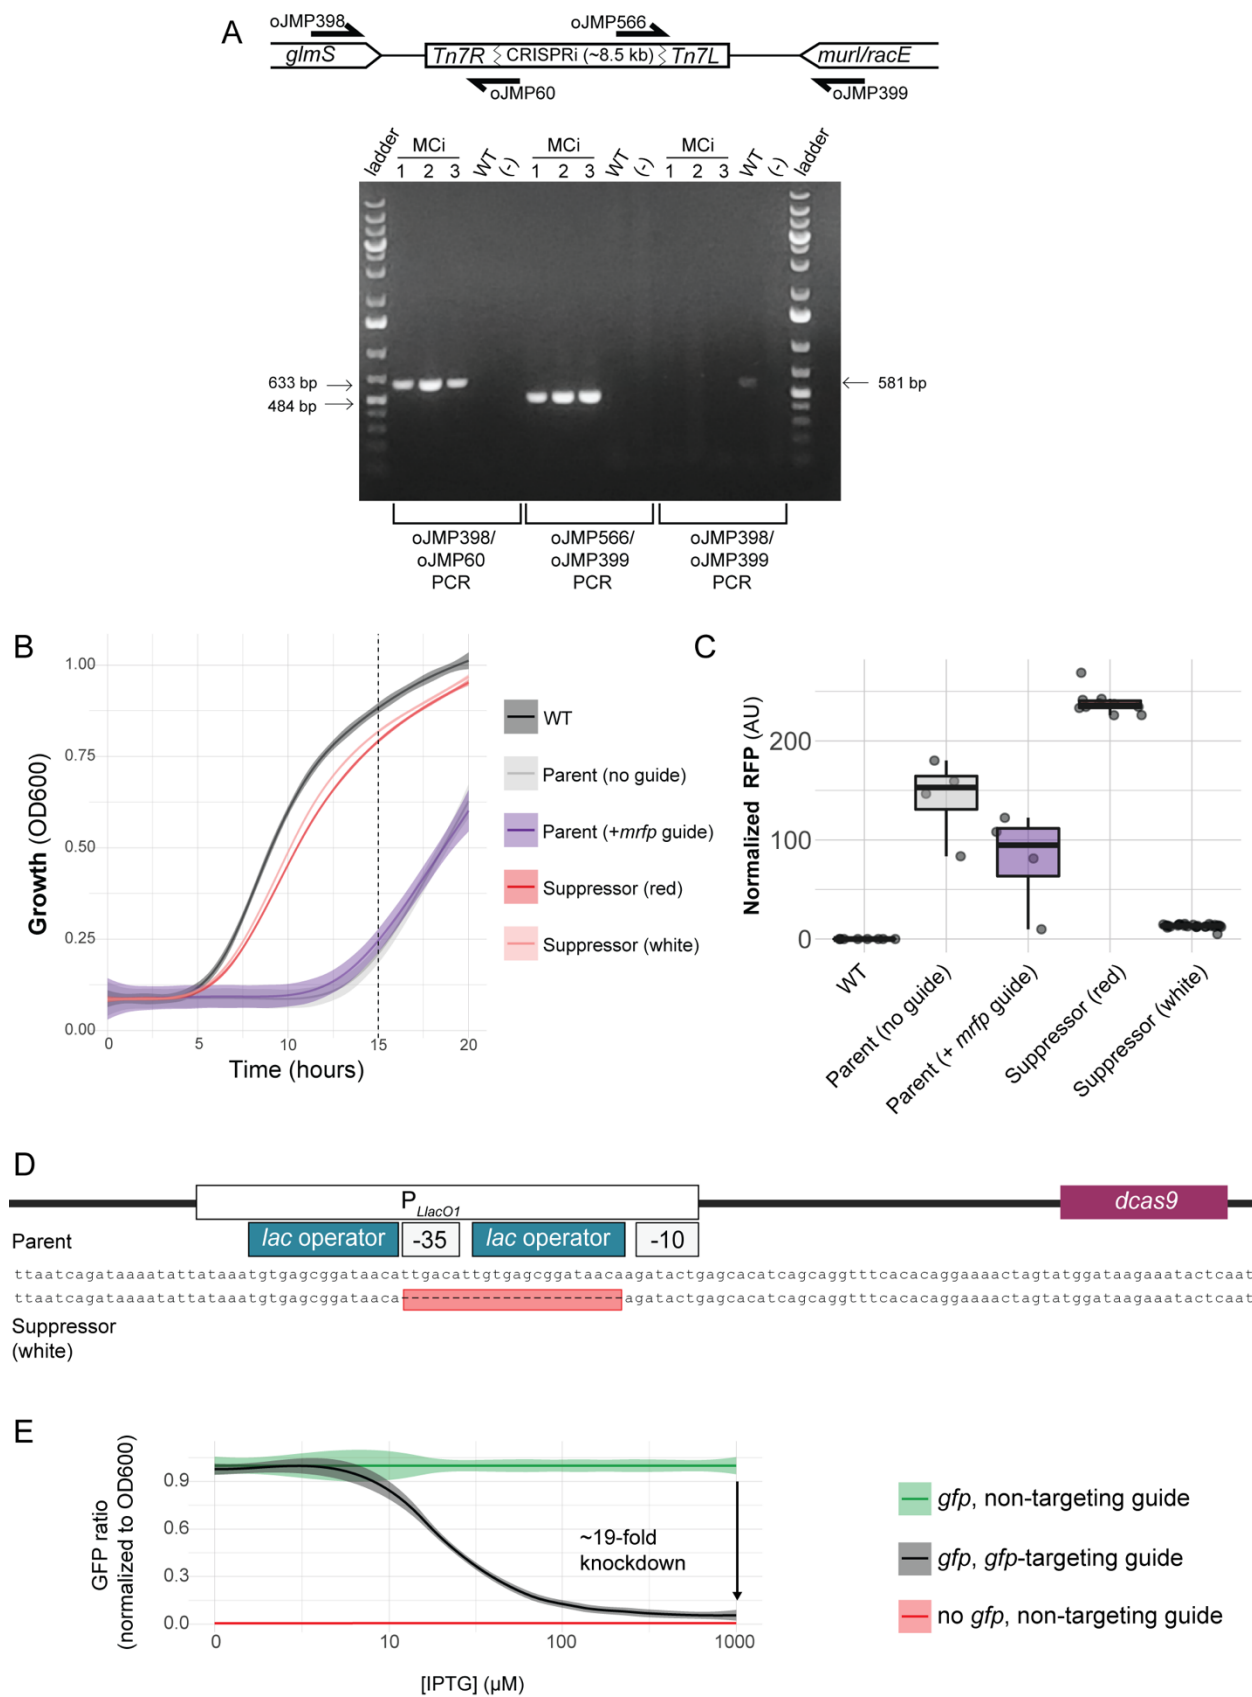 A
oJMP398
oJMP566
glmS
Tn7R
CRISPRi (~8.5 kb)
Tn7L
murI/racE
oJMP60
oJMP399
ladder
MCi
1 2 3
WT
(-)
MCi
1 2 3
WT
(-)
MCi
1 2 3
WT
(-)
ladder
633 bp
484 bp
581 bp
oJMP398/
oJMP60
PCR
oJMP566/
oJMP399
PCR
oJMP398/
oJMP399
PCR
B
Growth (OD600)
1.00
0.75
0.50
0.25
0.00
0 5 10 15 20
Time (hours)
WT
Parent (no guide)
Parent (+mrfp guide)
Suppressor (red)
Suppressor (white)
C
Normalized RFP (AU)
200
100
0
WT
Parent (no guide)
Parent (+ mrfp guide)
Suppressor (red)
Suppressor (white)
D
PLlacO1
dcas9
Parent
lac operator
-35
lac operator
-10
ttaatcagataaaatattataaatgtgagcggataacattgacattgtgagcggataacaagatactgagcacatcagcaggtttcacacaggaaaactagtatggataagaaatactcaat
ttaatcagataaaatattataaatgtgagcggataaca----------------------agatactgagcacatcagcaggtttcacacaggaaaactagtatggataagaaatactcaat
Suppressor
(white)
E
GFP ratio
(normalized to OD600)
0.9
0.6
0.3
0.0
~19-fold
knockdown
0 10 100 1000
[IPTG] (µM)
gfp, non-targeting guide
gfp, gfp-targeting guide
no gfp, non-targeting guide